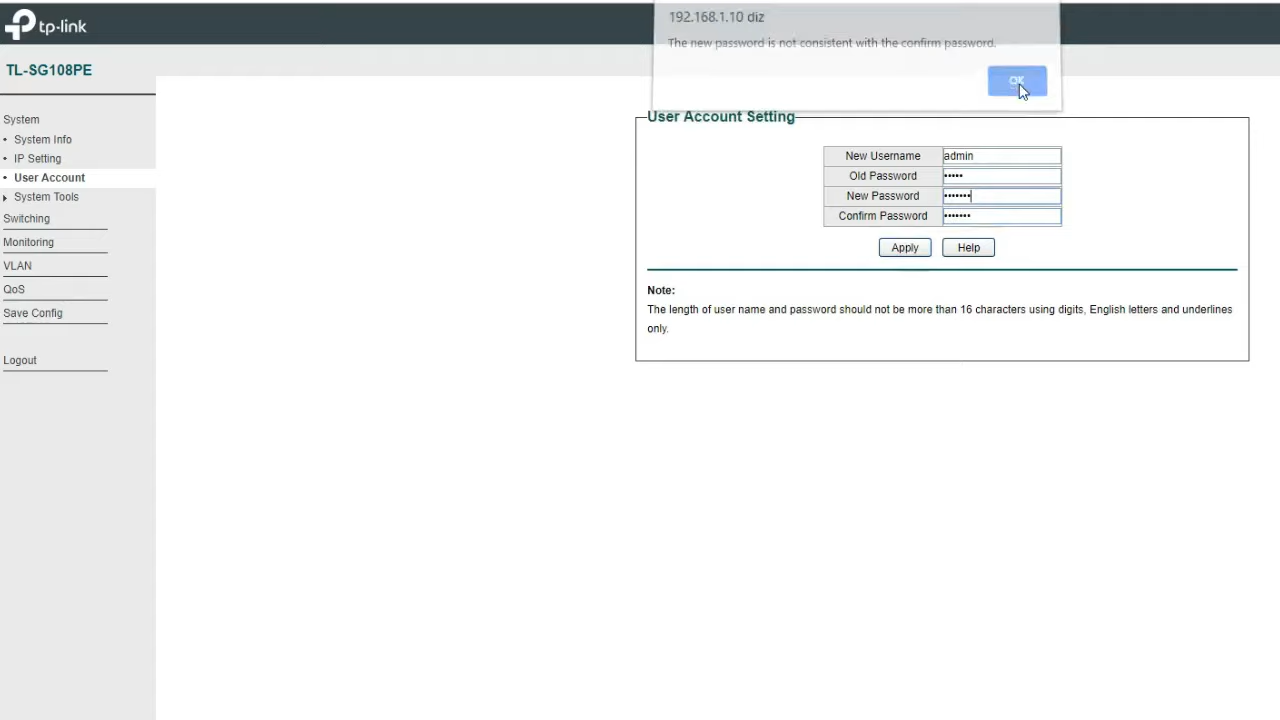 tp-link
192.168.1.10 diz
The new password is not consistent with the confirm password.
OK
TL-SG108PE
System
System Info
IP Setting
User Account
System Tools
Switching
Monitoring
VLAN
QoS
Save Config
Logout
User Account Setting
New Username admin
Old Password •••••
New Password •••••••
Confirm Password •••••••
Apply Help
Note:
The length of user name and password should not be more than 16 characters using digits, English letters and underlines
only.